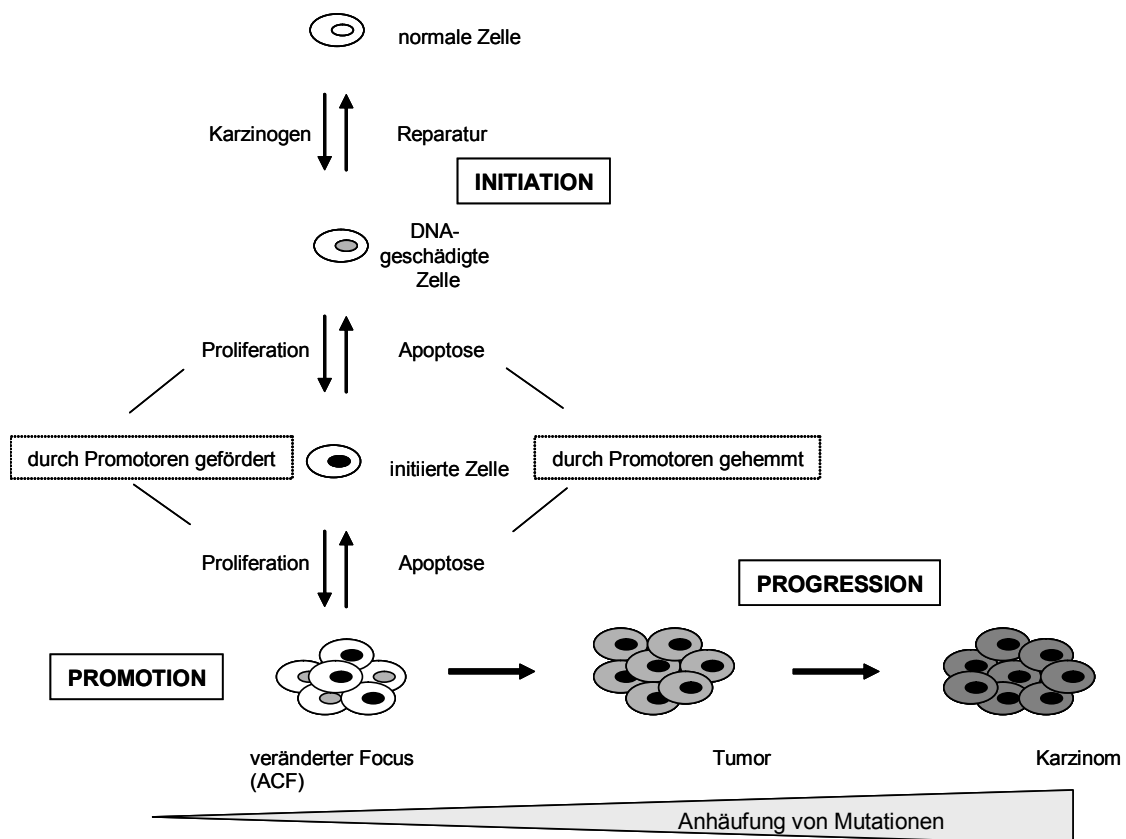 normale Zelle
Karzinogen
Reparatur
INITIATION
DNA-
geschädigte
Zelle
Proliferation
Apoptose
durch Promotoren gefördert
initiierte Zelle
durch Promotoren gehemmt
Proliferation
Apoptose
PROGRESSION
PROMOTION
veränderter Focus
(ACF)
Tumor
Karzinom
Anhäufung von Mutationen